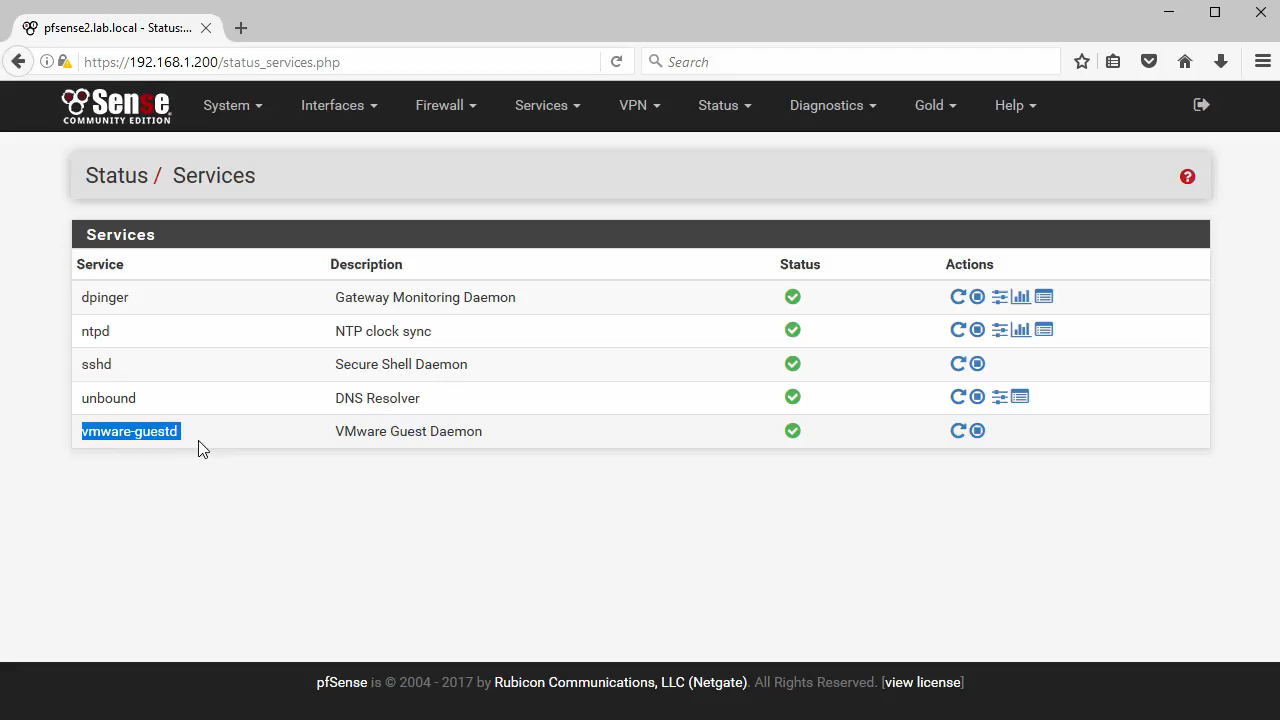 pfsense2.lab.local - Status:...
https://192.168.1.200/status_services.php
Search
Sense
COMMUNITY EDITION
System
Interfaces
Firewall
Services
VPN
Status
Diagnostics
Gold
Help
Status / Services
Services
Service Description Status Actions
dpinger Gateway Monitoring Daemon
ntpd NTP clock sync
sshd Secure Shell Daemon
unbound DNS Resolver
vmware-guestd VMware Guest Daemon
pfSense is © 2004 - 2017 by Rubicon Communications, LLC (Netgate). All Rights Reserved. [view license]